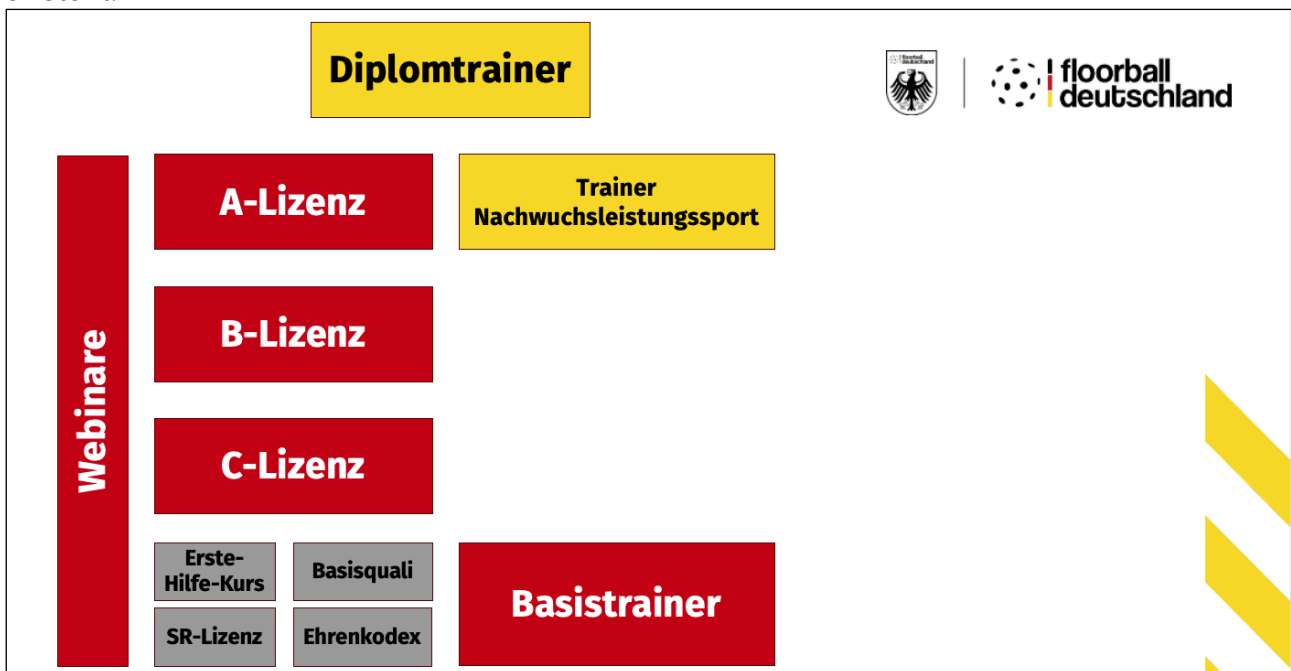 Diplomtrainer
floorball
deutschland
A-Lizenz
Trainer
Nachwuchsleistungssport
B-Lizenz
Webinare
C-Lizenz
Erste-
Hilfe-Kurs
Basisquali
Basistrainer
SR-Lizenz
Ehrenkodex